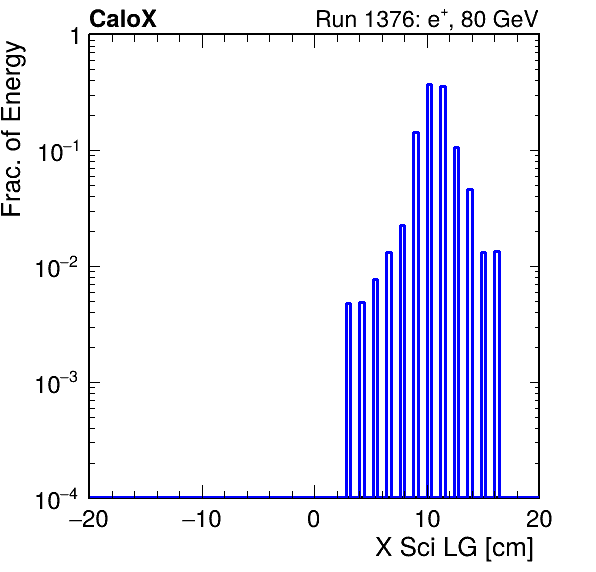 CaloX Run 1376: e⁺, 80 GeV
Frac. of Energy
1
10⁻¹
10⁻²
10⁻³
10⁻⁴
−20 −10 0 10 20
X Sci LG [cm]